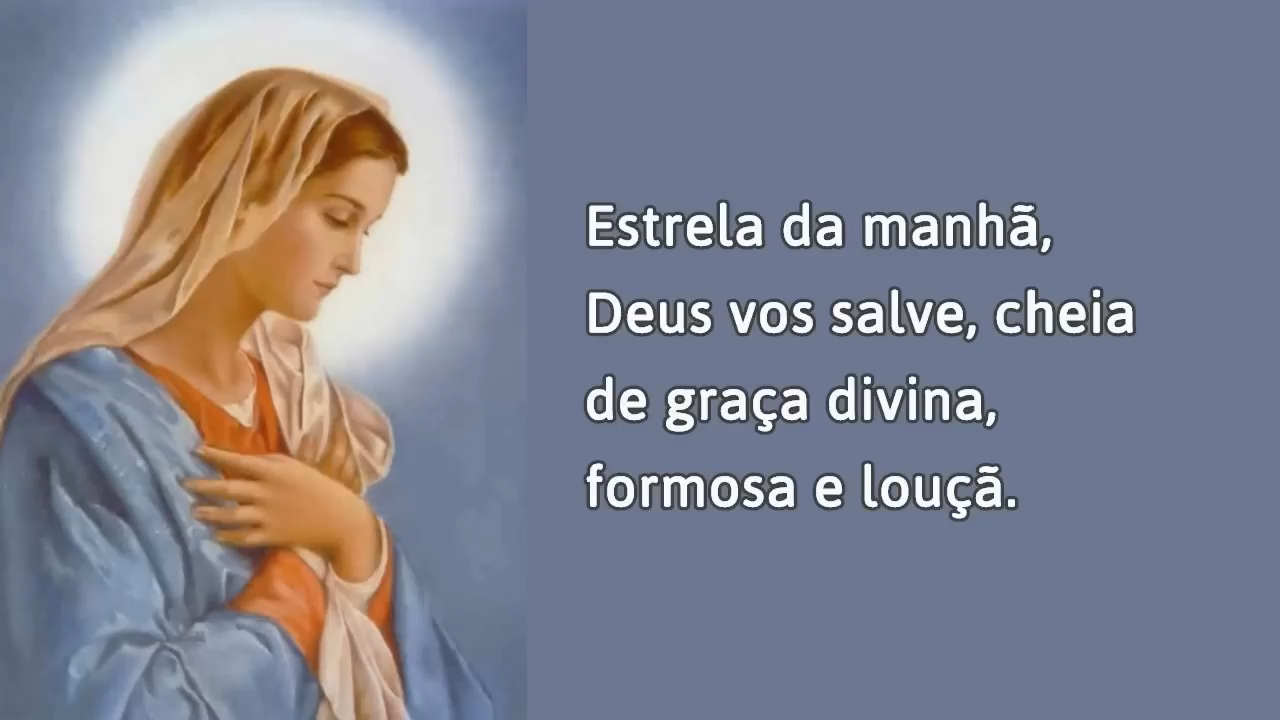 Estrela da manhã,
Deus vos salve, cheia
de graça divina,
formosa e louçã.